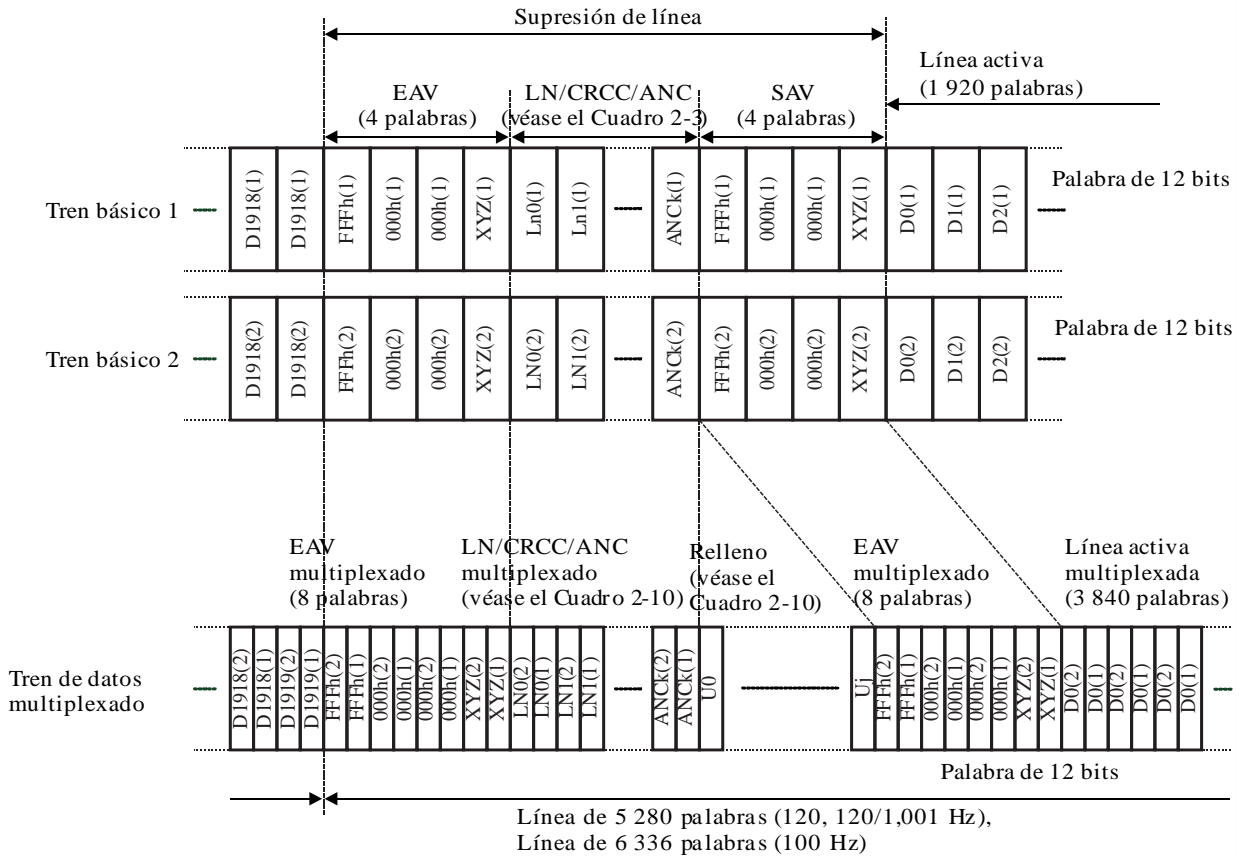 Supresión de línea
Línea activa
(1 920 palabras)
EAV
(4 palabras)
LN/CRCC/ANC
(véase el Cuadro 2-3)
SAV
(4 palabras)
Tren básico 1
D1918(1)
D1918(1)
FFFh(1)
000h(1)
000h(1)
XYZ(1)
Ln0(1)
Ln1(1)
ANCk(1)
FFFh(1)
000h(1)
000h(1)
XYZ(1)
D0(1)
D1(1)
D2(1)
Palabra de 12 bits
Tren básico 2
D1918(2)
D1918(2)
FFFh(2)
000h(2)
000h(2)
XYZ(2)
LN0(2)
LN1(2)
ANCk(2)
FFFh(2)
000h(2)
000h(2)
XYZ(2)
D0(2)
D1(2)
D2(2)
Palabra de 12 bits
EAV
multiplexado
(8 palabras)
LN/CRCC/ANC
multiplexado
(véase el Cuadro 2-10)
Relleno
(véase el
Cuadro 2-10)
EAV
multiplexado
(8 palabras)
Línea activa
multiplexada
(3 840 palabras)
Tren de datos
multiplexado
D1918(2)
D1918(1)
D1919(2)
D1919(1)
FFFh(2)
FFFh(1)
000h(2)
000h(1)
000h(2)
000h(1)
XYZ(2)
XYZ(1)
LN0(2)
LN0(1)
LN1(2)
LN1(1)
ANCk(2)
ANCk(1)
U0
Uj
FFFh(2)
FFFh(1)
000h(2)
000h(1)
000h(2)
000h(1)
XYZ(2)
XYZ(1)
D0(2)
D0(1)
D0(2)
D0(1)
D0(2)
D0(1)
Palabra de 12 bits
Línea de 5 280 palabras (120, 120/1,001 Hz),
Línea de 6 336 palabras (100 Hz)